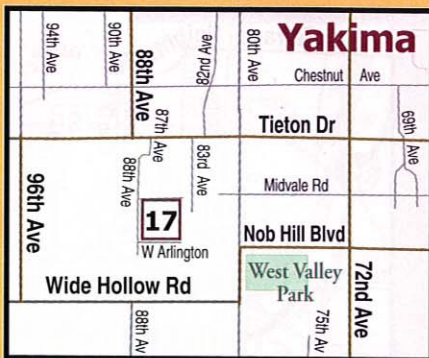 Yakima
94th Ave
90th Ave
88th Ave
82nd Ave
80th Ave
Chestnut Ave
87th Ave
Tieton Dr
69th Ave
96th Ave
88th Ave
83rd Ave
Midvale Rd
17
Nob Hill Blvd
W Arlington
Wide Hollow Rd
West Valley
Park
72nd Ave
88th Av
75th Av